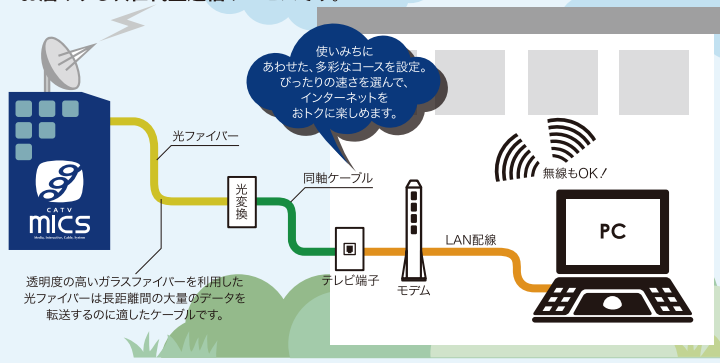 使いみちに
あわせた、多彩なコースを設定。
ぴったりの速さを選んで、
インターネットを
おトクに楽しめます。
光ファイバー
無線もOK!
同軸ケーブル
光変換
CATV
MICS
PC
LAN配線
テレビ端子
モデム
透明度の高いガラスファイバーを利用した
光ファイバーは長距離間の大量のデータを
転送するのに適したケーブルです。